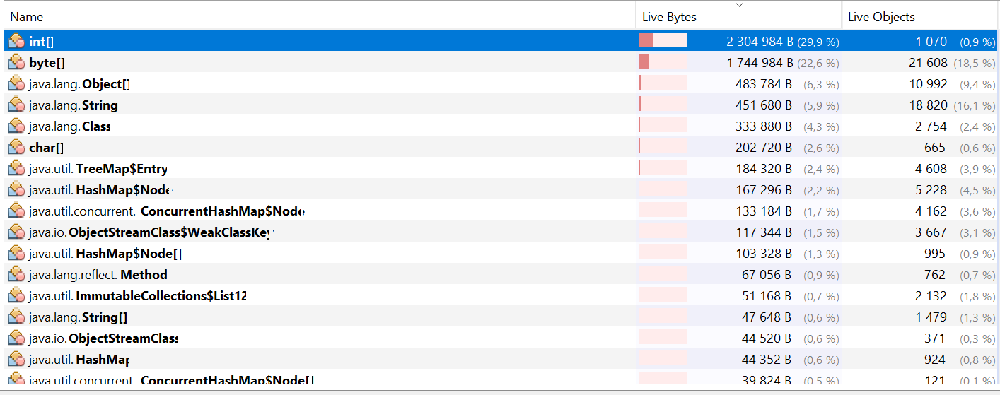 Name Live Bytes Live Objects
int[] 2 304 984 B (29,9 %) 1 070 (0,9 %)
byte[] 1 744 984 B (22,6 %) 21 608 (18,5 %)
java.lang.Object[] 483 784 B (6,3 %) 10 992 (9,4 %)
java.lang.String 451 680 B (5,9 %) 18 820 (16,1 %)
java.lang.Class 333 880 B (4,3 %) 2 754 (2,4 %)
char[] 202 720 B (2,6 %) 665 (0,6 %)
java.util.TreeMap$Entry 184 320 B (2,4 %) 4 608 (3,9 %)
java.util.HashMap$Node 167 296 B (2,2 %) 5 228 (4,5 %)
java.util.concurrent.ConcurrentHashMap$Node 133 184 B (1,7 %) 4 162 (3,6 %)
java.io.ObjectStreamClass$WeakClassKey 117 344 B (1,5 %) 3 667 (3,1 %)
java.util.HashMap$Node[] 103 328 B (1,3 %) 995 (0,9 %)
java.lang.reflect.Method 67 056 B (0,9 %) 762 (0,7 %)
java.util.ImmutableCollections$List12 51 168 B (0,7 %) 2 132 (1,8 %)
java.lang.String[] 47 648 B (0,6 %) 1 479 (1,3 %)
java.io.ObjectStreamClass 44 520 B (0,6 %) 371 (0,3 %)
java.util.HashMap 44 352 B (0,6 %) 924 (0,8 %)
java.util.concurrent.ConcurrentHashMap$Node[] 39 824 B (0,5 %) 121 (0,1 %)